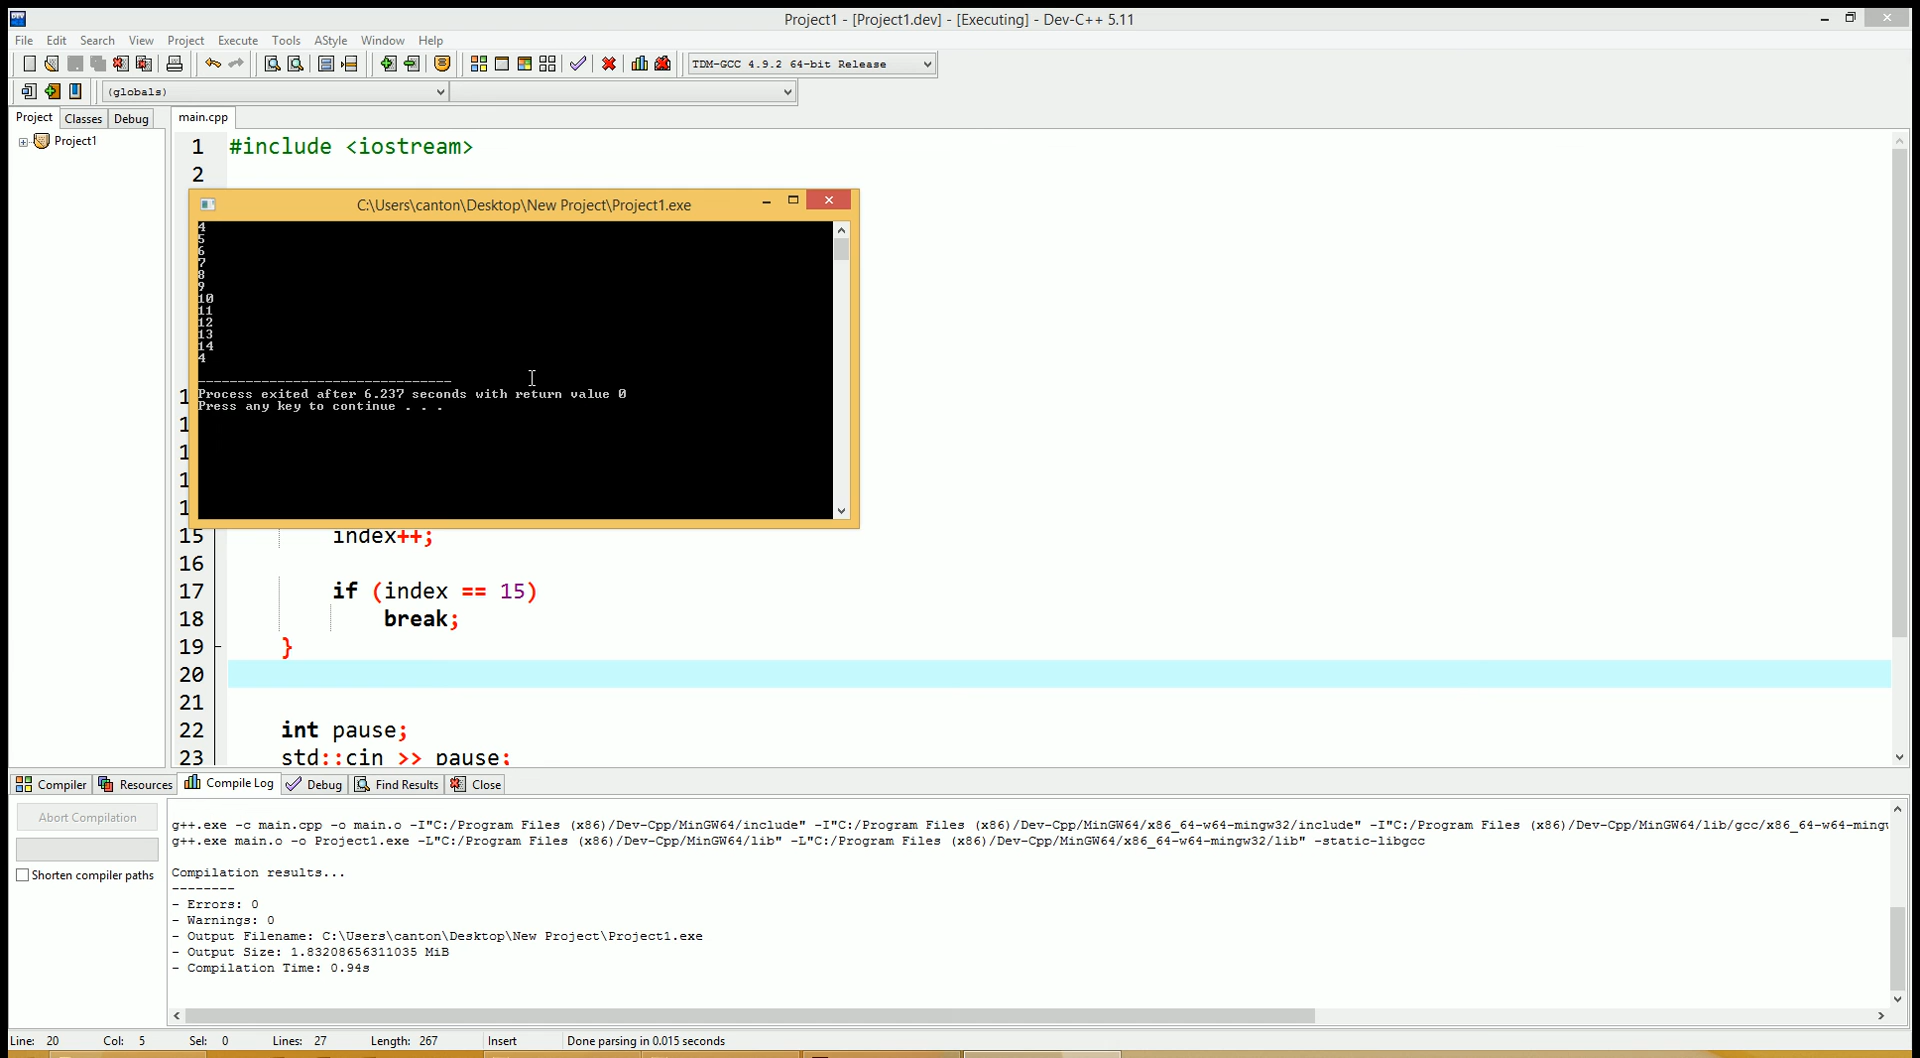 Project1 - [Project1.dev] - [Executing] - Dev-C++ 5.11
File Edit Search View Project Execute Tools AStyle Window Help
TDM-GCC 4.9.2 64-bit Release
(globals)
Project Classes Debug main.cpp
Project1
1 #include <iostream>
2
C:\Users\canton\Desktop\New Project\Project1.exe
4
5
6
7
8
9
10
11
12
13
14
4
--------------------------------
Process exited after 6.237 seconds with return value 0
Press any key to continue . . .
1
1
1
1
1
15 index++;
16
17 if (index == 15)
18 break;
19 }
20
21
22 int pause;
23 std::cin >> pause;
Compiler Resources Compile Log Debug Find Results Close
Abort Compilation
Shorten compiler paths
g++.exe -c main.cpp -o main.o -I"C:/Program Files (x86)/Dev-Cpp/MinGW64/include" -I"C:/Program Files (x86)/Dev-Cpp/MinGW64/x86_64-w64-mingw32/include" -I"C:/Program Files (x86)/Dev-Cpp/MinGW64/lib/gcc/x86_64-w64-ming
g++.exe main.o -o Project1.exe -L"C:/Program Files (x86)/Dev-Cpp/MinGW64/lib" -L"C:/Program Files (x86)/Dev-Cpp/MinGW64/x86_64-w64-mingw32/lib" -static-libgcc
Compilation results...
--------
- Errors: 0
- Warnings: 0
- Output Filename: C:\Users\canton\Desktop\New Project\Project1.exe
- Output Size: 1.83208656311035 MiB
- Compilation Time: 0.94s
Line: 20 Col: 5 Sel: 0 Lines: 27 Length: 267 Insert Done parsing in 0.015 seconds